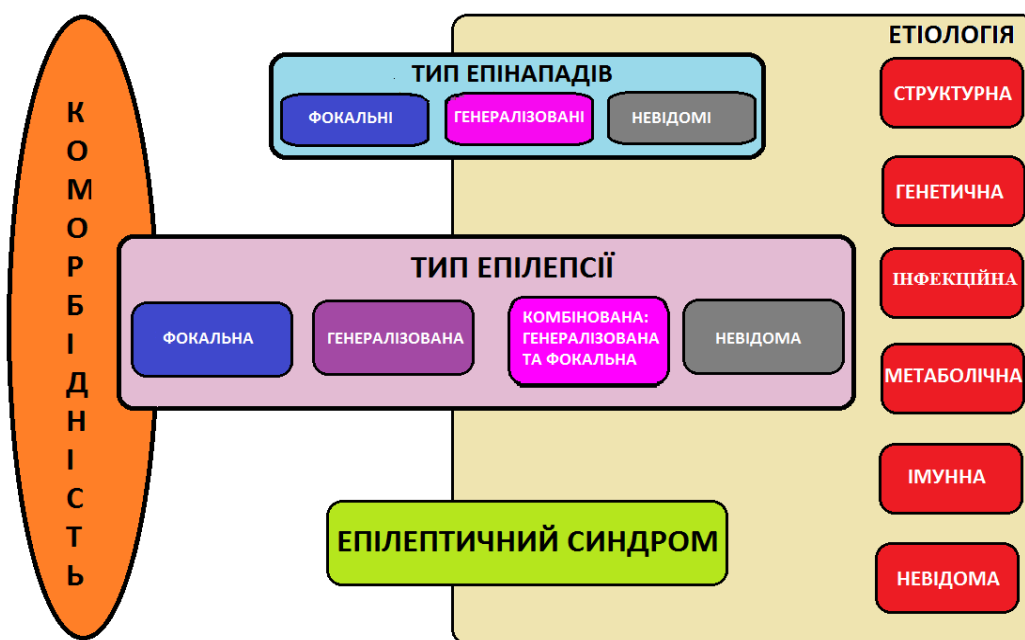 КОМОРБІДНІСТЬ
ЕТІОЛОГІЯ
ТИП ЕПІНАПАДІВ
ФОКАЛЬНІ
ГЕНЕРАЛІЗОВАНІ
НЕВІДОМІ
ТИП ЕПІЛЕПСІЇ
ФОКАЛЬНА
ГЕНЕРАЛІЗОВАНА
КОМБІНОВАНА:
ГЕНЕРАЛІЗОВАНА
ТА ФОКАЛЬНА
НЕВІДОМА
ЕПІЛЕПТИЧНИЙ СИНДРОМ
СТРУКТУРНА
ГЕНЕТИЧНА
ІНФЕКЦІЙНА
МЕТАБОЛІЧНА
ІМУННА
НЕВІДОМА